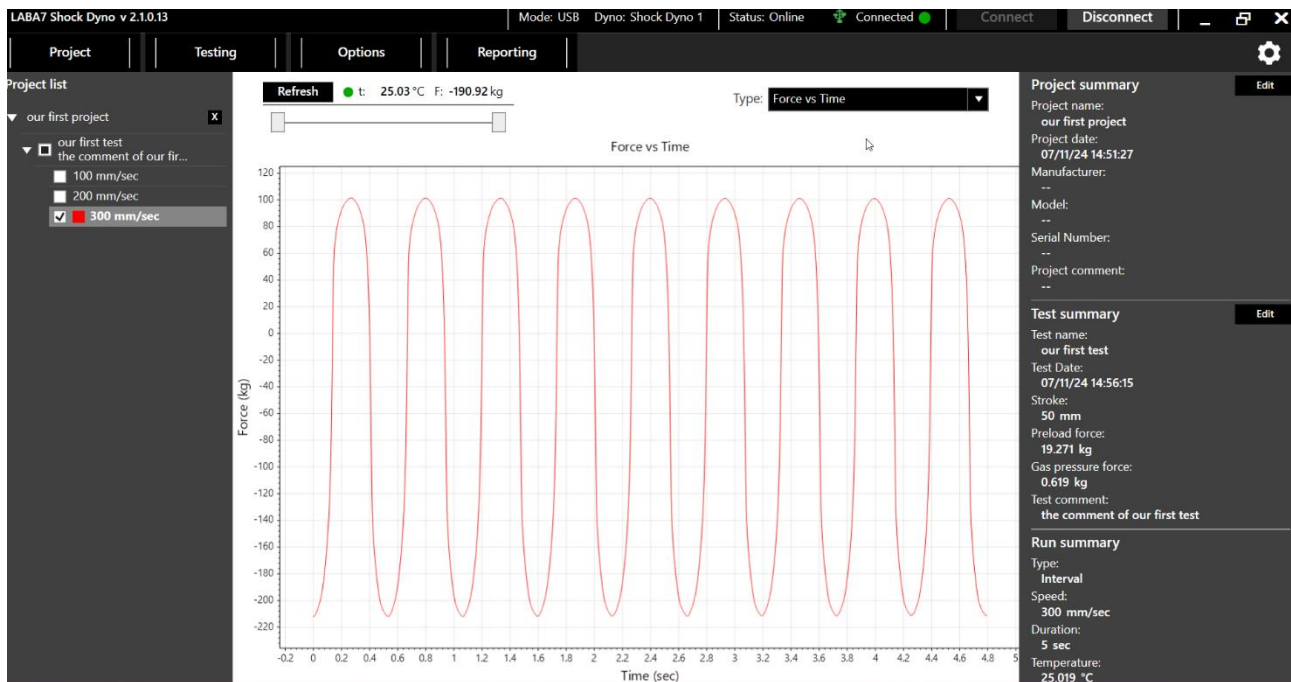 LABA7 Shock Dyno v 2.1.0.13
Mode: USB Dyno: Shock Dyno 1 Status: Online Connected Connect Disconnect
Project Testing Options Reporting
Project list
our first project X
our first test
the comment of our fir...
100 mm/sec
200 mm/sec
300 mm/sec
Refresh t: 25.03 °C F: -190.92 kg
Type: Force vs Time
Force vs Time
Force (kg)
120
100
80
60
40
20
0
-20
-40
-60
-80
-100
-120
-140
-160
-180
-200
-220
-0.2 0 0.2 0.4 0.6 0.8 1 1.2 1.4 1.6 1.8 2 2.2 2.4 2.6 2.8 3 3.2 3.4 3.6 3.8 4 4.2 4.4 4.6 4.8 5
Time (sec)
Project summary Edit
Project name:
our first project
Project date:
07/11/24 14:51:27
Manufacturer:
--
Model:
--
Serial Number:
--
Project comment:
--
Test summary Edit
Test name:
our first test
Test Date:
07/11/24 14:56:15
Stroke:
50 mm
Preload force:
19.271 kg
Gas pressure force:
0.619 kg
Test comment:
the comment of our first test
Run summary
Type:
Interval
Speed:
300 mm/sec
Duration:
5 sec
Temperature:
25.019 °C